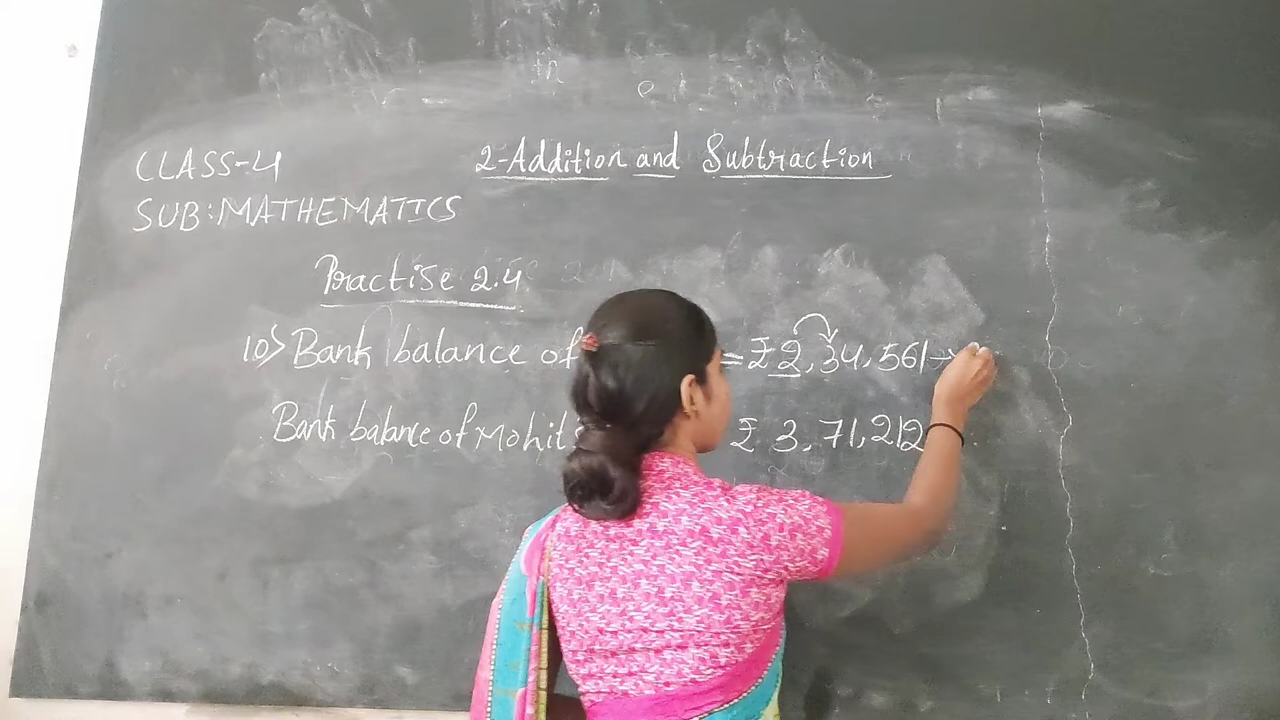 CLASS-4
2-Addition and Subtraction
SUB:MATHEMATICS
Practise 2.4
10) Bank balance of = ₹ 2,34,561→
Bank balance of Mohit ₹ 3,71,212